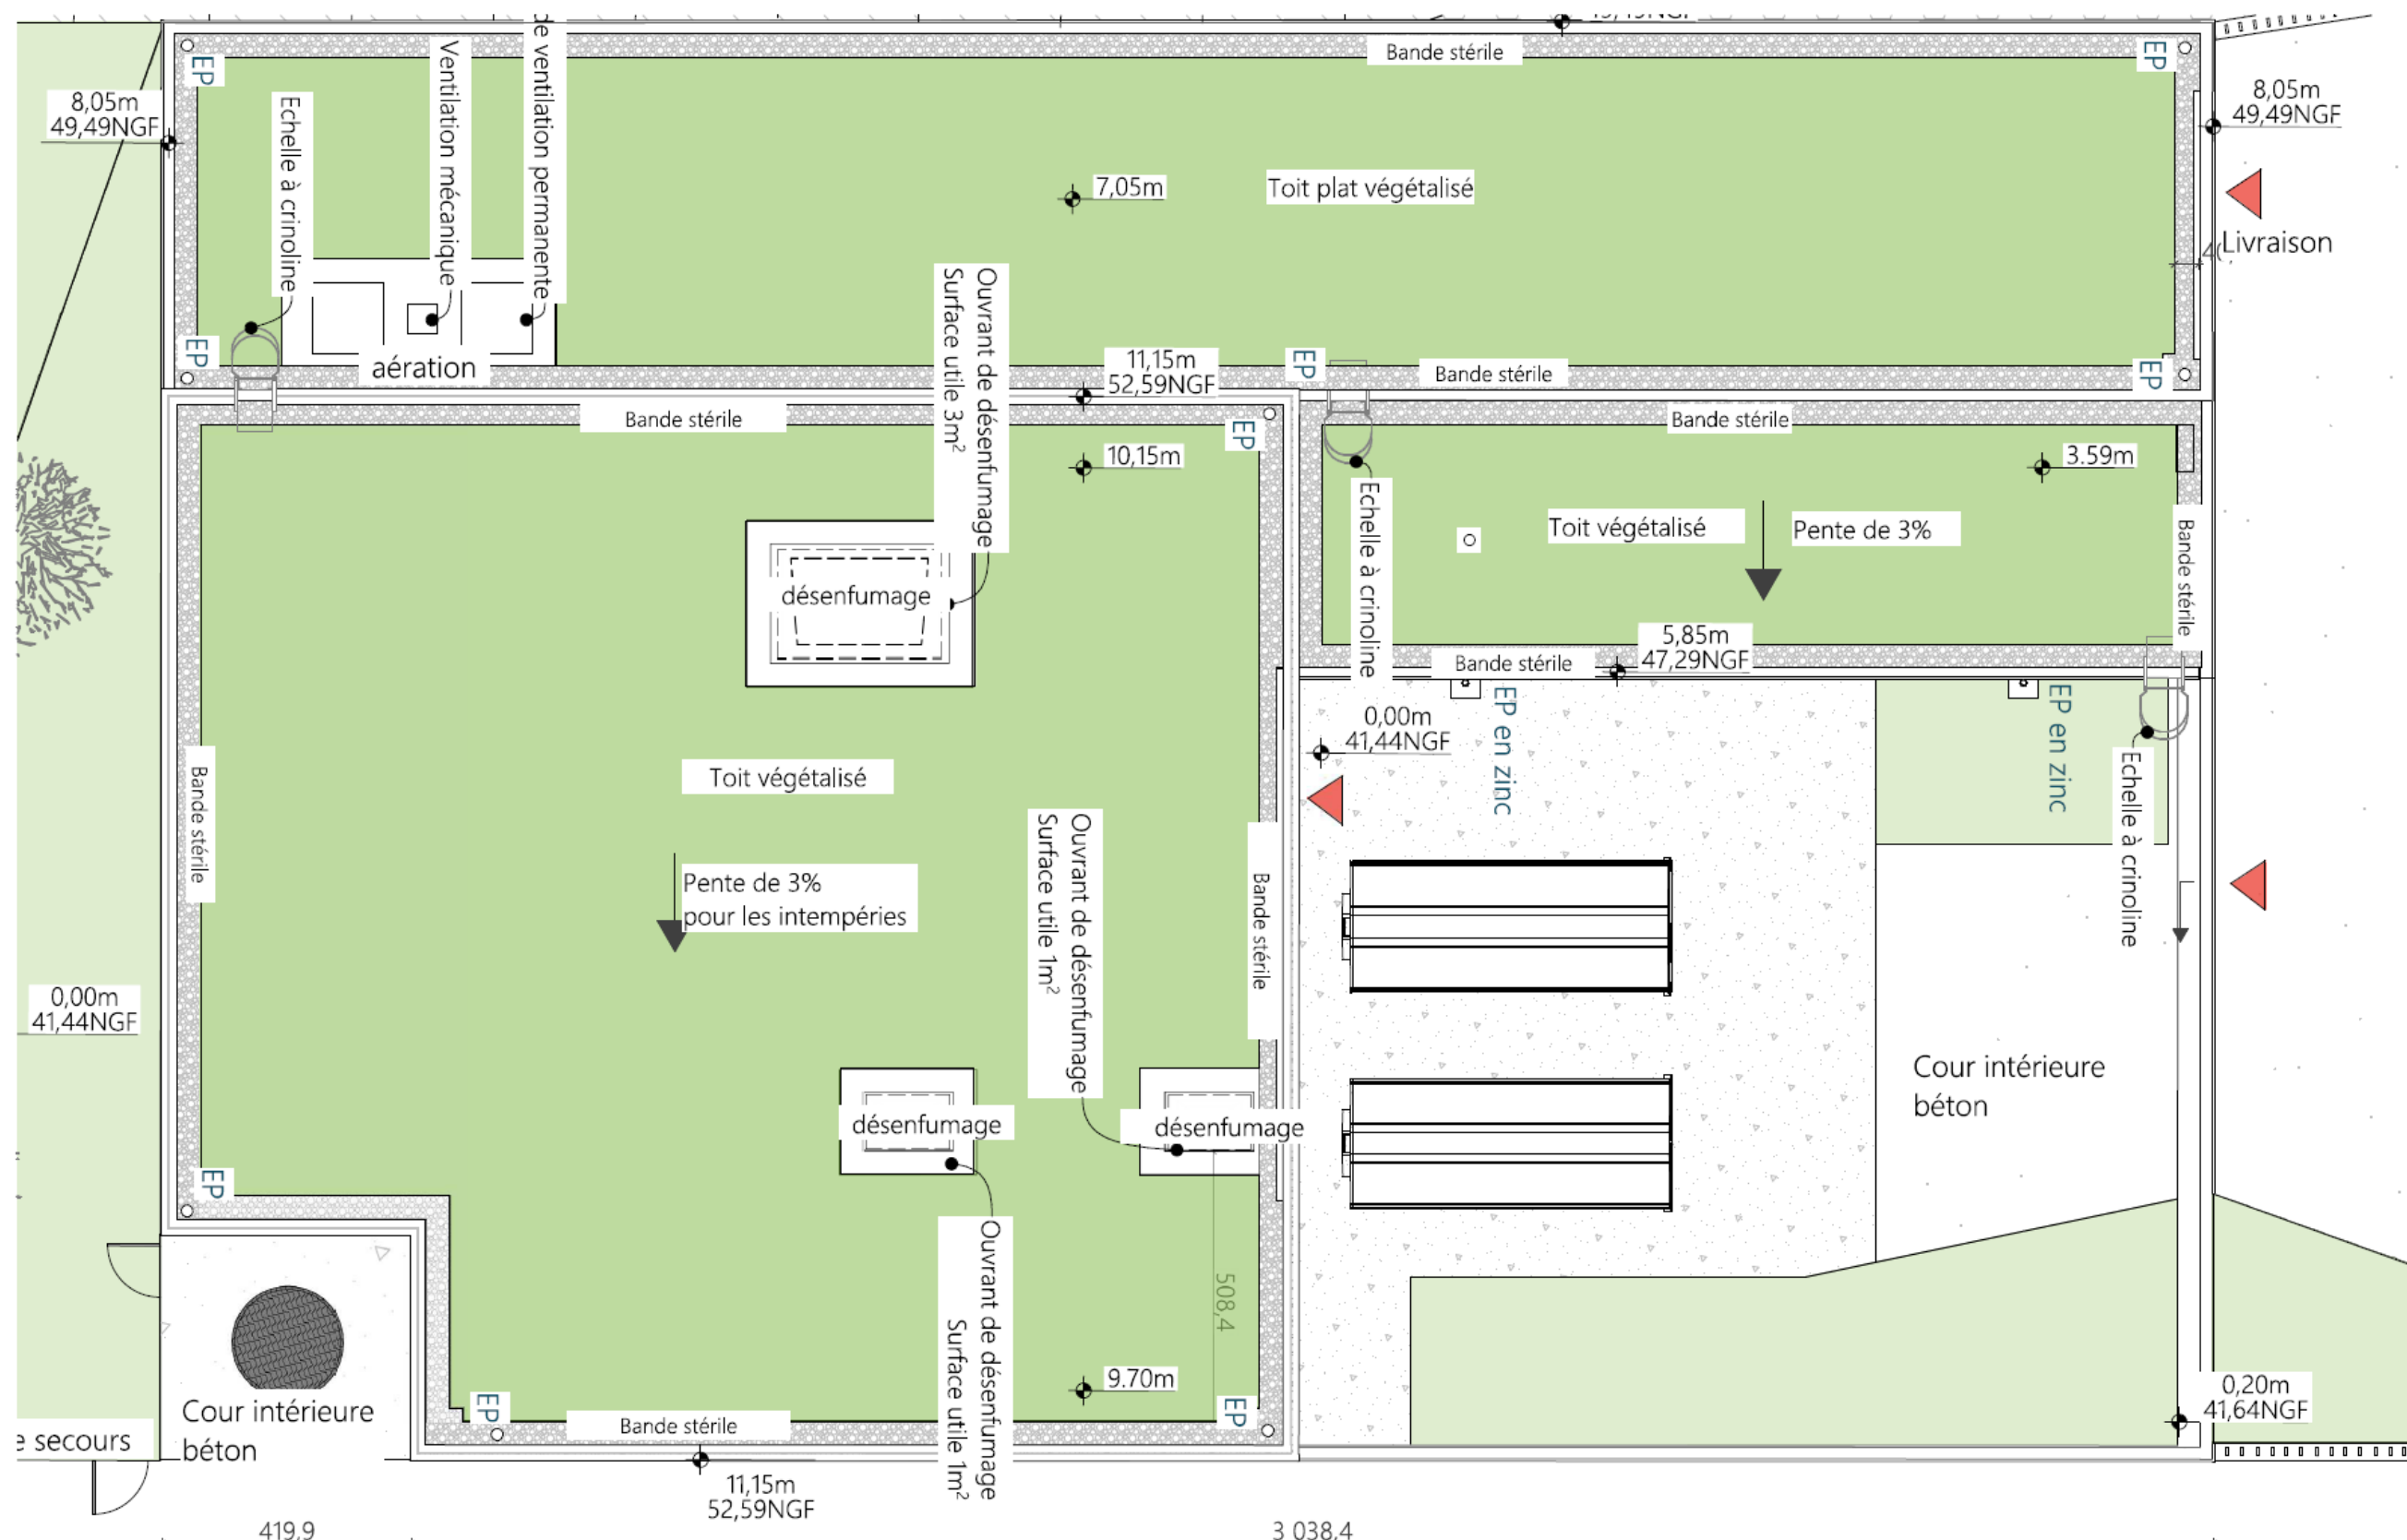 Bande stérile
EP
EP
8,05m
49,49NGF
8,05m
49,49NGF
Echelle à crinoline
Ventilation mécanique
de ventilation permanente
7,05m
Toit plat végétalisé
Livraison
Ouvrant de désenfumage
Surface utile 3m²
EP
aération
11,15m
52,59NGF
EP
Bande stérile
EP
Bande stérile
EP
Bande stérile
10,15m
3.59m
Echelle à crinoline
Toit végétalisé
Pente de 3%
Bande stérile
désenfumage
5,85m
47,29NGF
Bande stérile
0,00m
41,44NGF
EP en zinc
EP en zinc
Echelle à crinoline
Bande stérile
Toit végétalisé
Pente de 3%
pour les intempéries
Ouvrant de désenfumage
Surface utile 1m²
Bande stérile
0,00m
41,44NGF
Cour intérieure
béton
désenfumage
désenfumage
EP
Ouvrant de désenfumage
Surface utile 1m²
508,4
9.70m
EP
EP
Bande stérile
0,20m
41,64NGF
Cour intérieure
béton
e secours
11,15m
52,59NGF
419,9
3 038,4